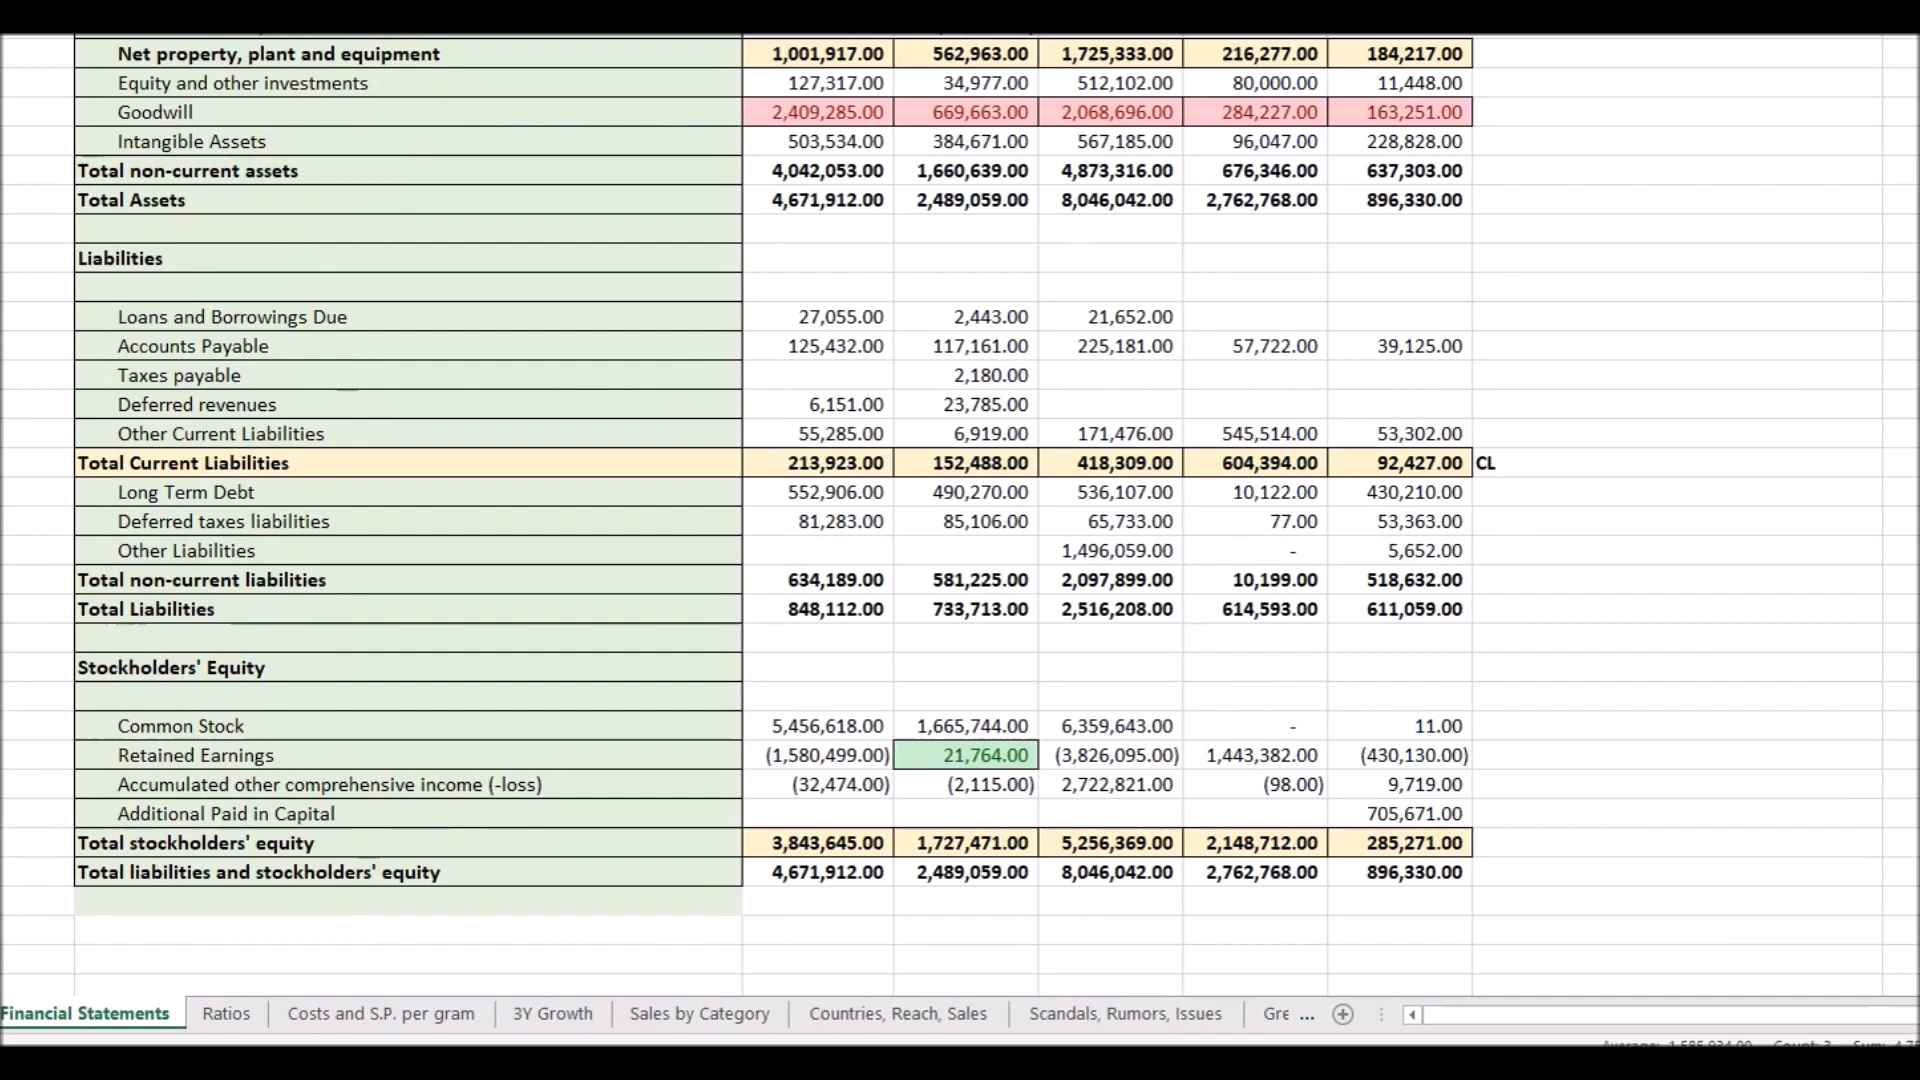 Net property, plant and equipment 1,001,917.00 562,963.00 1,725,333.00 216,277.00 184,217.00
Equity and other investments 127,317.00 34,977.00 512,102.00 80,000.00 11,448.00
Goodwill 2,409,285.00 669,663.00 2,068,696.00 284,227.00 163,251.00
Intangible Assets 503,534.00 384,671.00 567,185.00 96,047.00 228,828.00
Total non-current assets 4,042,053.00 1,660,639.00 4,873,316.00 676,346.00 637,303.00
Total Assets 4,671,912.00 2,489,059.00 8,046,042.00 2,762,768.00 896,330.00
Liabilities
Loans and Borrowings Due 27,055.00 2,443.00 21,652.00
Accounts Payable 125,432.00 117,161.00 225,181.00 57,722.00 39,125.00
Taxes payable 2,180.00
Deferred revenues 6,151.00 23,785.00
Other Current Liabilities 55,285.00 6,919.00 171,476.00 545,514.00 53,302.00
Total Current Liabilities 213,923.00 152,488.00 418,309.00 604,394.00 92,427.00 CL
Long Term Debt 552,906.00 490,270.00 536,107.00 10,122.00 430,210.00
Deferred taxes liabilities 81,283.00 85,106.00 65,733.00 77.00 53,363.00
Other Liabilities 1,496,059.00 - 5,652.00
Total non-current liabilities 634,189.00 581,225.00 2,097,899.00 10,199.00 518,632.00
Total Liabilities 848,112.00 733,713.00 2,516,208.00 614,593.00 611,059.00
Stockholders' Equity
Common Stock 5,456,618.00 1,665,744.00 6,359,643.00 - 11.00
Retained Earnings (1,580,499.00) 21,764.00 (3,826,095.00) 1,443,382.00 (430,130.00)
Accumulated other comprehensive income (-loss) (32,474.00) (2,115.00) 2,722,821.00 (98.00) 9,719.00
Additional Paid in Capital 705,671.00
Total stockholders' equity 3,843,645.00 1,727,471.00 5,256,369.00 2,148,712.00 285,271.00
Total liabilities and stockholders' equity 4,671,912.00 2,489,059.00 8,046,042.00 2,762,768.00 896,330.00
Financial Statements Ratios Costs and S.P. per gram 3Y Growth Sales by Category Countries, Reach, Sales Scandals, Rumors, Issues Gre ...